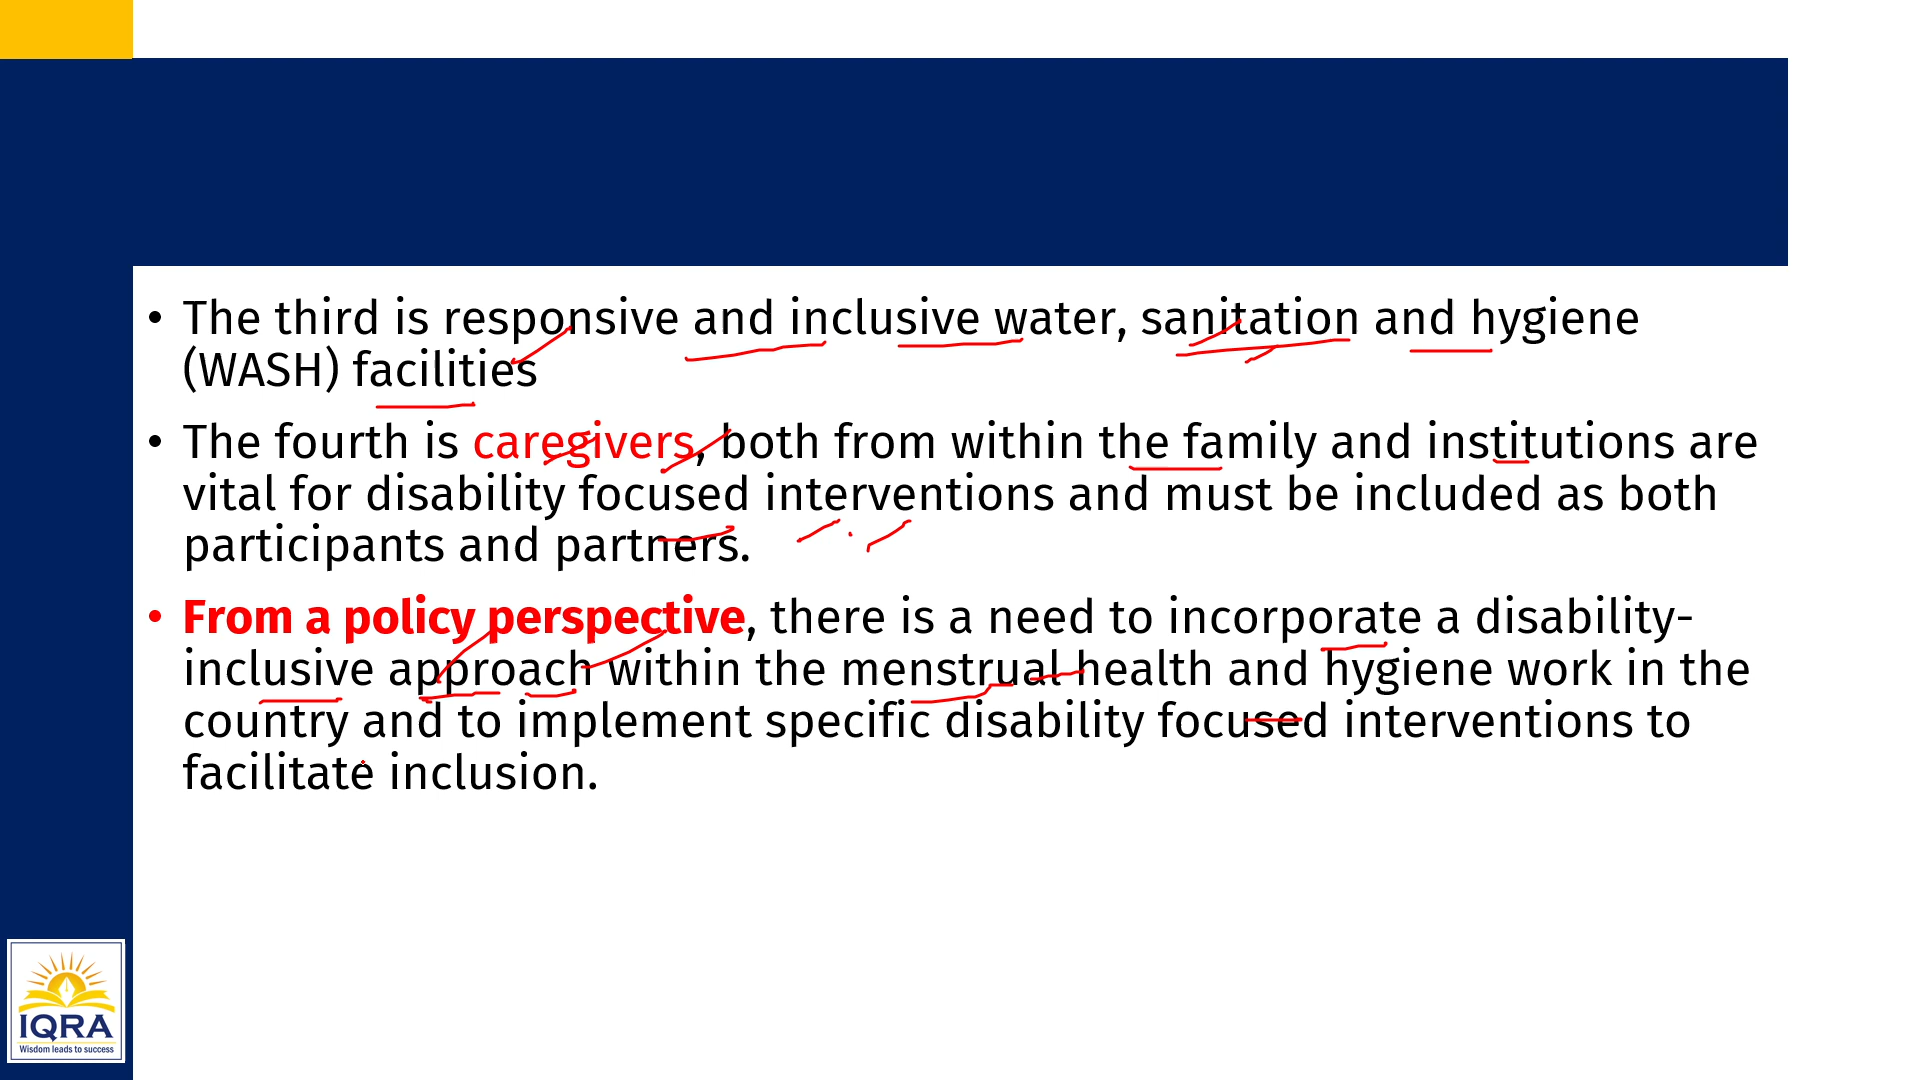 • The third is responsive and inclusive water, sanitation and hygiene
(WASH) facilities
• The fourth is caregivers, both from within the family and institutions are
vital for disability focused interventions and must be included as both
participants and partners.
• From a policy perspective, there is a need to incorporate a disability-
inclusive approach within the menstrual health and hygiene work in the
country and to implement specific disability focused interventions to
facilitate inclusion.
IQRA
Wisdom leads to success